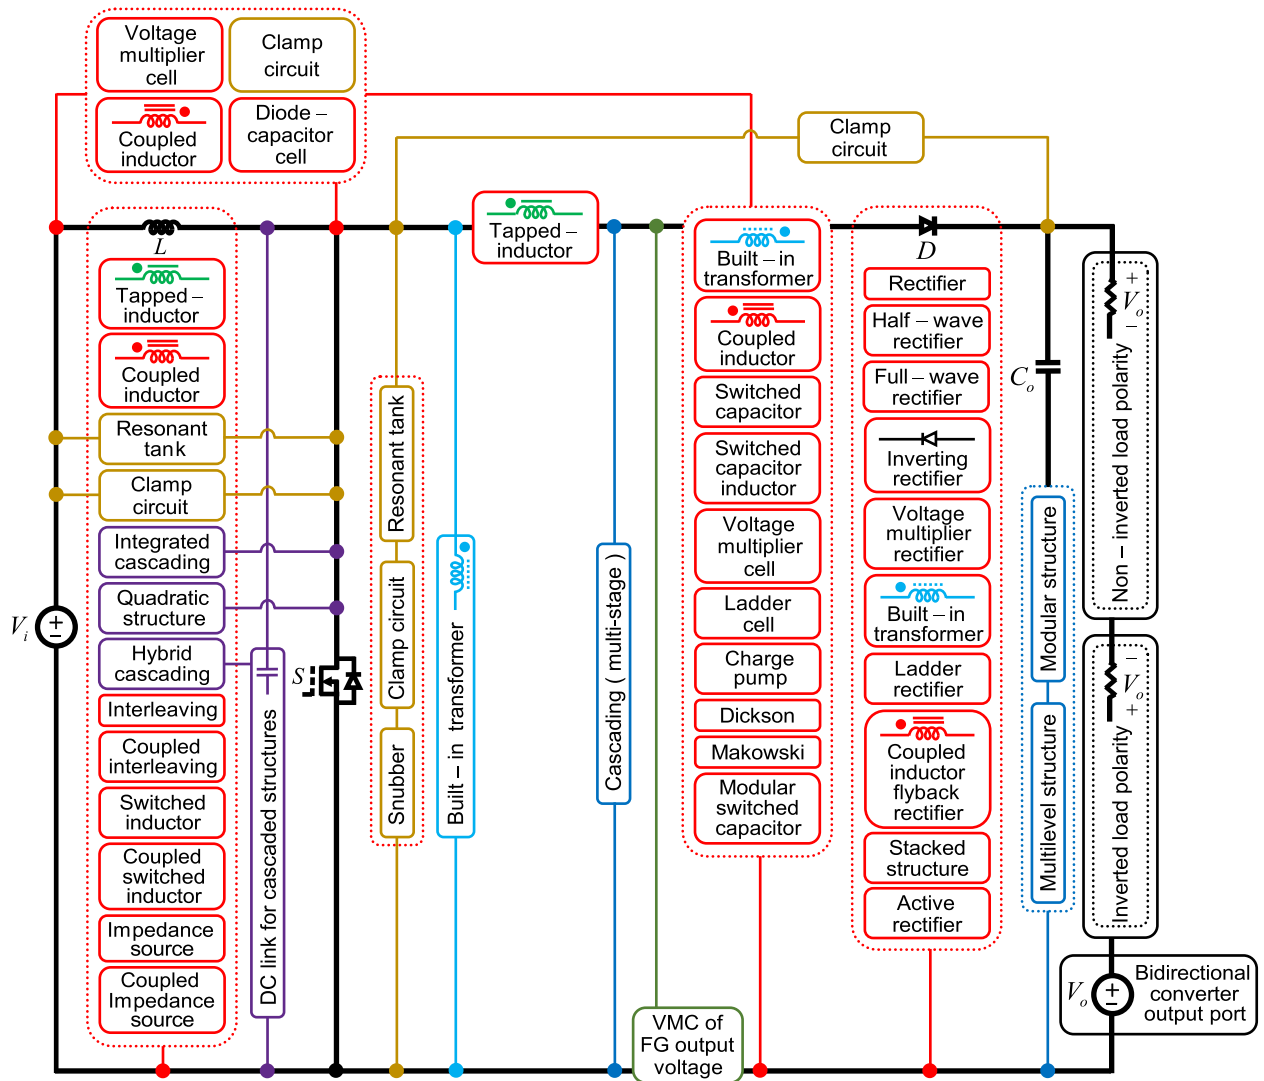 Voltage
multiplier
cell
Clamp
circuit
Coupled
inductor
Diode –
capacitor
cell
Clamp
circuit
L
Tapped –
inductor
Coupled
inductor
Resonant
tank
Clamp
circuit
Integrated
cascading
Quadratic
structure
Hybrid
cascading
Interleaving
Coupled
interleaving
Switched
inductor
Coupled
switched
inductor
Impedance
source
Coupled
Impedance
source
V_i
+
–
DC link for cascaded structures
S
Resonant tank
Clamp circuit
Snubber
Built – in transformer
Tapped –
inductor
Cascading ( multi-stage )
VMC of
FG output
voltage
Built – in
transformer
Coupled
inductor
Switched
capacitor
Switched
capacitor
inductor
Voltage
multiplier
cell
Ladder
cell
Charge
pump
Dickson
Makowski
Modular
switched
capacitor
D
Rectifier
Half – wave
rectifier
Full – wave
rectifier
Inverting
rectifier
Voltage
multiplier
rectifier
Built – in
transformer
Ladder
rectifier
Coupled
inductor
flyback
rectifier
Stacked
structure
Active
rectifier
C_o
Modular structure
Multilevel structure
+
V_o
–
Non – inverted load polarity
–
V_o
+
Inverted load polarity
V_o
+
–
Bidirectional
converter
output port